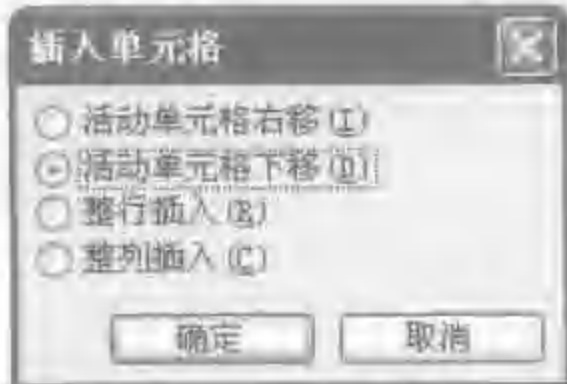 插入单元格
活动单元格右移(I)
活动单元格下移(D)
整行插入(R)
整列插入(C)
确定
取消